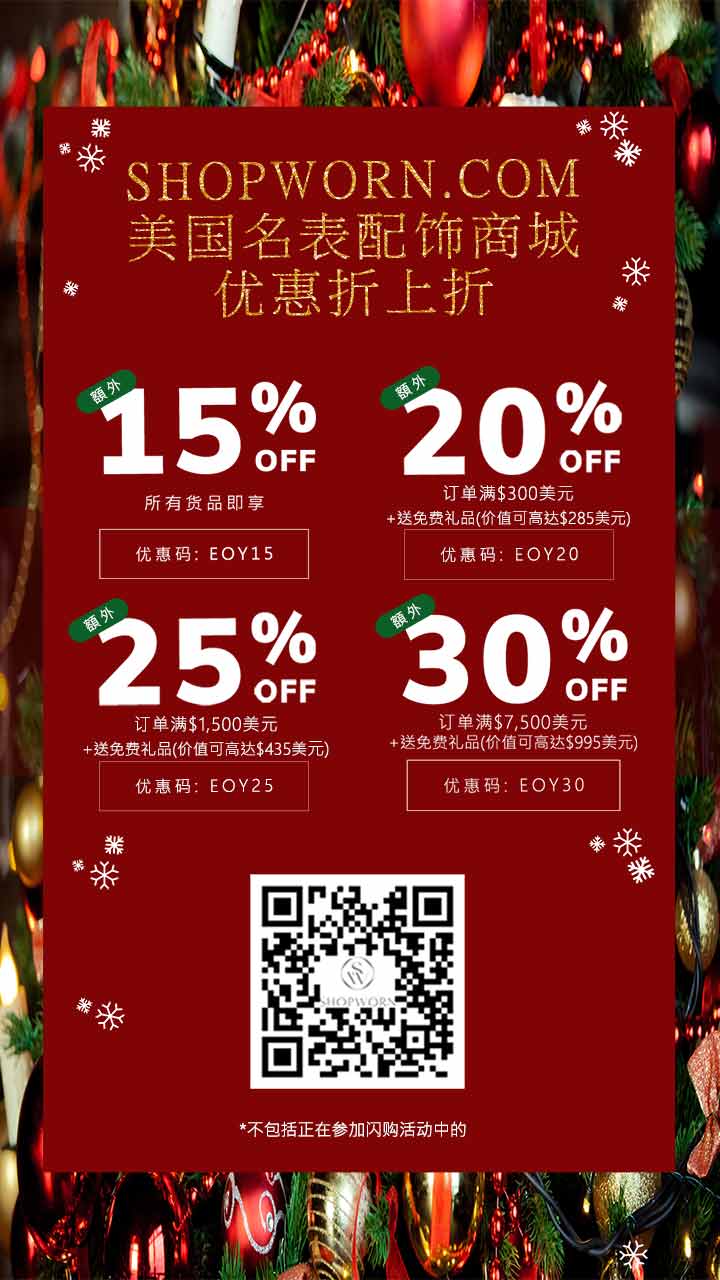 SHOPWORN.COM
美国名表配饰商城
优惠折上折
額外
15%
OFF
所有货品即享
优惠码: EOY15
額外
20%
OFF
订单满$300美元
+送免费礼品(价值可高达$285美元)
优惠码: EOY20
額外
25%
OFF
订单满$1,500美元
+送免费礼品(价值可高达$435美元)
优惠码: EOY25
額外
30%
OFF
订单满$7,500美元
+送免费礼品(价值可高达$995美元)
优惠码: EOY30
SHOPWORN
*不包括正在参加闪购活动中的